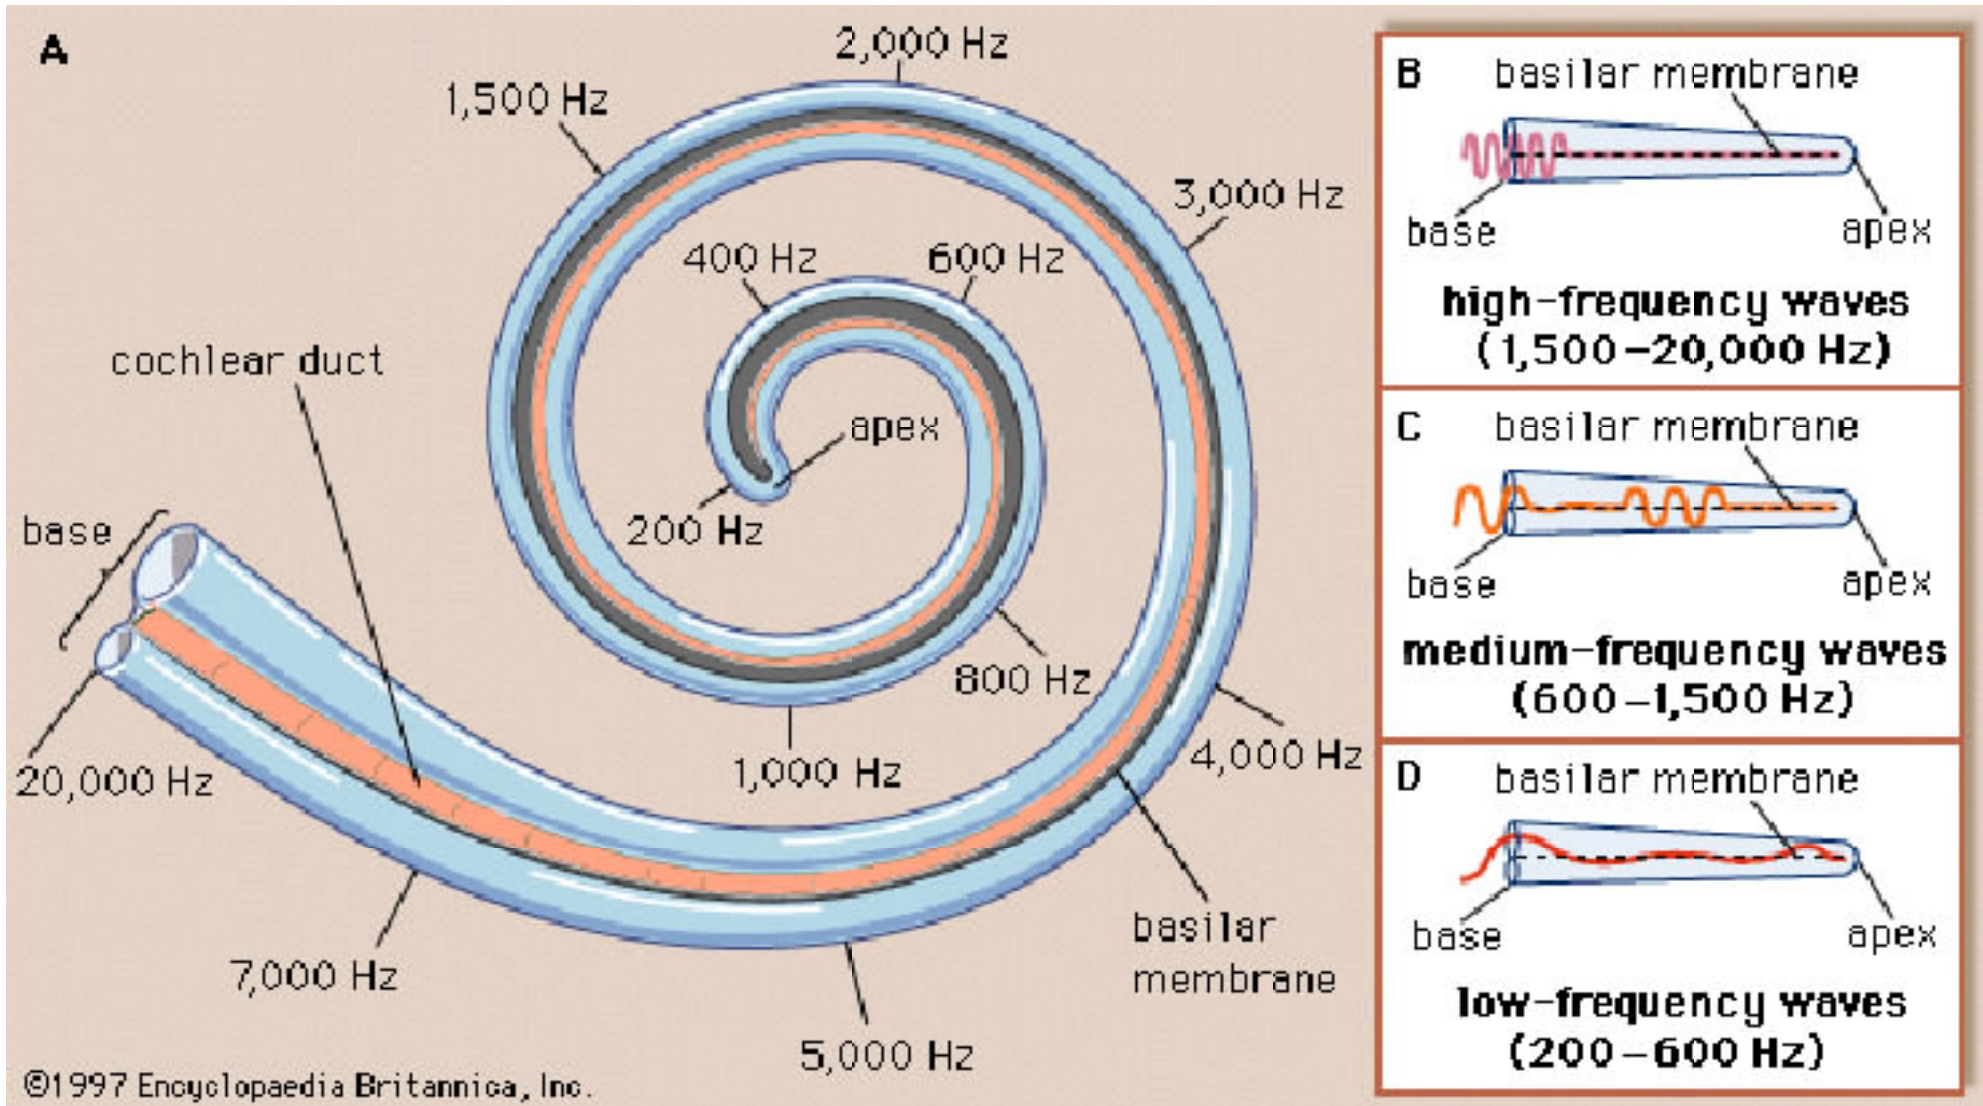 A
2,000 Hz
1,500 Hz
3,000 Hz
400 Hz
600 Hz
cochlear duct
apex
base
200 Hz
800 Hz
1,000 Hz
4,000 Hz
20,000 Hz
basilar
membrane
7,000 Hz
5,000 Hz
©1997 Encyclopaedia Britannica, Inc.
B
basilar membrane
base
apex
high-frequency waves
(1,500–20,000 Hz)
C
basilar membrane
base
apex
medium-frequency waves
(600–1,500 Hz)
D
basilar membrane
base
apex
low-frequency waves
(200–600 Hz)